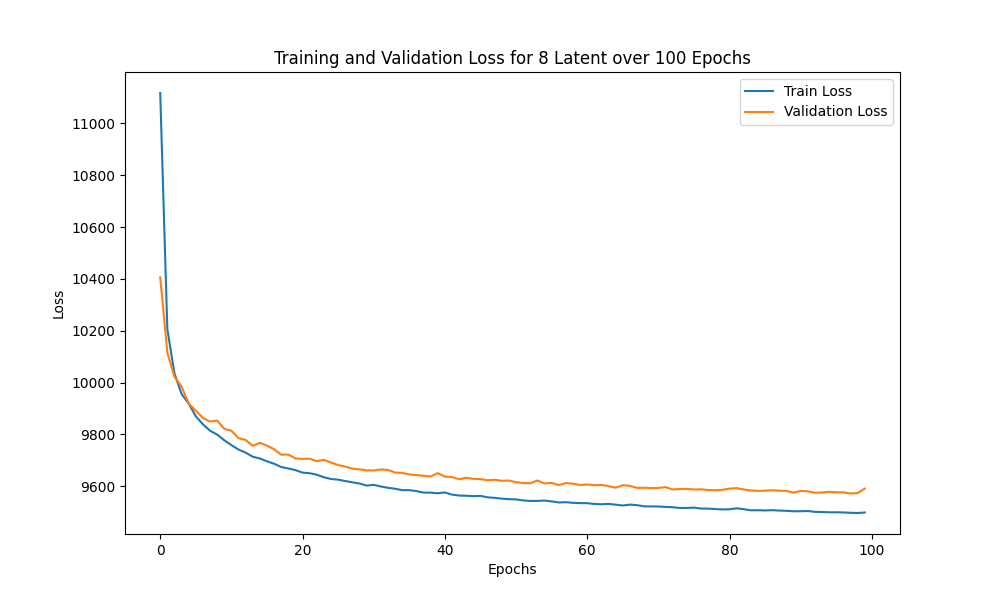 Training and Validation Loss for 8 Latent over 100 Epochs
Train Loss
Validation Loss
11000
10800
10600
10400
10200
10000
9800
9600
Loss
0
20
40
60
80
100
Epochs